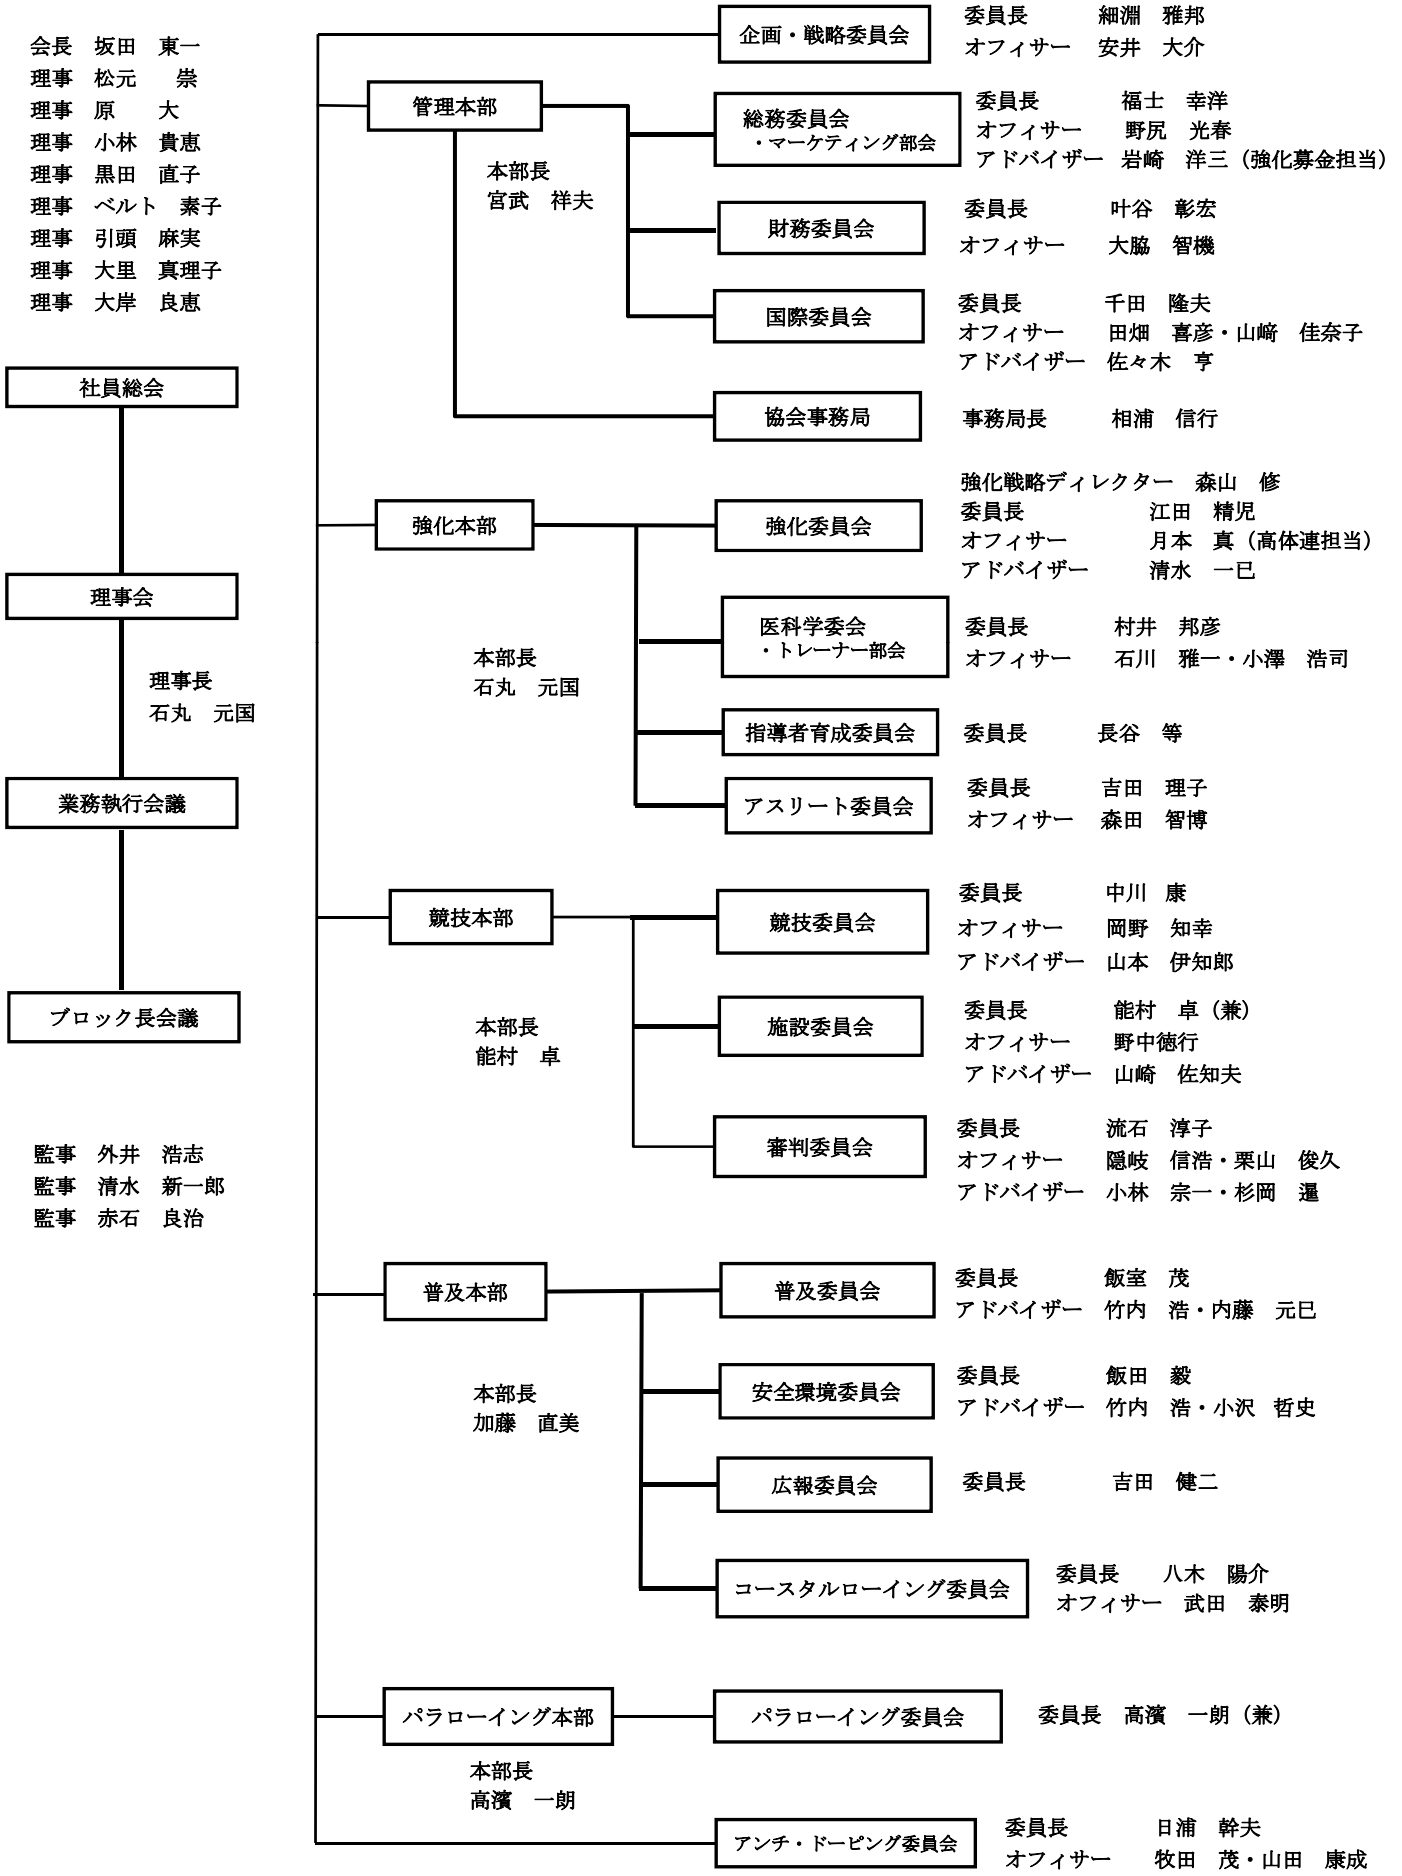 会長　坂田　東一
理事　松元　　崇
理事　原　　大
理事　小林　貴恵
理事　黒田　直子
理事　ベルト　素子
理事　引頭　麻実
理事　大里　真理子
理事　大岸　良恵
社員総会
理事会
理事長
石丸　元国
業務執行会議
ブロック長会議
監事　外井　浩志
監事　清水　新一郎
監事　赤石　良治
企画・戦略委員会
委員長　細淵　雅邦
オフィサー　安井　大介
管理本部
本部長
宮武　祥夫
総務委員会
・マーケティング部会
委員長　福士　幸洋
オフィサー　野尻　光春
アドバイザー　岩崎　洋三（強化募金担当）
財務委員会
委員長　叶谷　彰宏
オフィサー　大脇　智機
国際委員会
委員長　千田　隆夫
オフィサー　田畑　喜彦・山﨑　佳奈子
アドバイザー　佐々木　亨
協会事務局
事務局長　相浦　信行
強化本部
本部長
石丸　元国
強化委員会
強化戦略ディレクター　森山　修
委員長　江田　精児
オフィサー　月本　真（高体連担当）
アドバイザー　清水　一巳
医科学委会
・トレーナー部会
委員長　村井　邦彦
オフィサー　石川　雅一・小澤　浩司
指導者育成委員会
委員長　長谷　等
アスリート委員会
委員長　吉田　理子
オフィサー　森田　智博
競技本部
本部長
能村　卓
競技委員会
委員長　中川　康
オフィサー　岡野　知幸
アドバイザー　山本　伊知郎
施設委員会
委員長　能村　卓（兼）
オフィサー　野中徳行
アドバイザー　山崎　佐知夫
審判委員会
委員長　流石　淳子
オフィサー　隠岐　信浩・栗山　俊久
アドバイザー　小林　宗一・杉岡　暹
普及本部
本部長
加藤　直美
普及委員会
委員長　飯室　茂
アドバイザー　竹内　浩・内藤　元巳
安全環境委員会
委員長　飯田　毅
アドバイザー　竹内　浩・小沢　哲史
広報委員会
委員長　吉田　健二
コースタルローイング委員会
委員長　八木　陽介
オフィサー　武田　泰明
パラローイング本部
本部長
高濱　一朗
パラローイング委員会
委員長　高濱　一朗（兼）
アンチ・ドーピング委員会
委員長　日浦　幹夫
オフィサー　牧田　茂・山田　康成